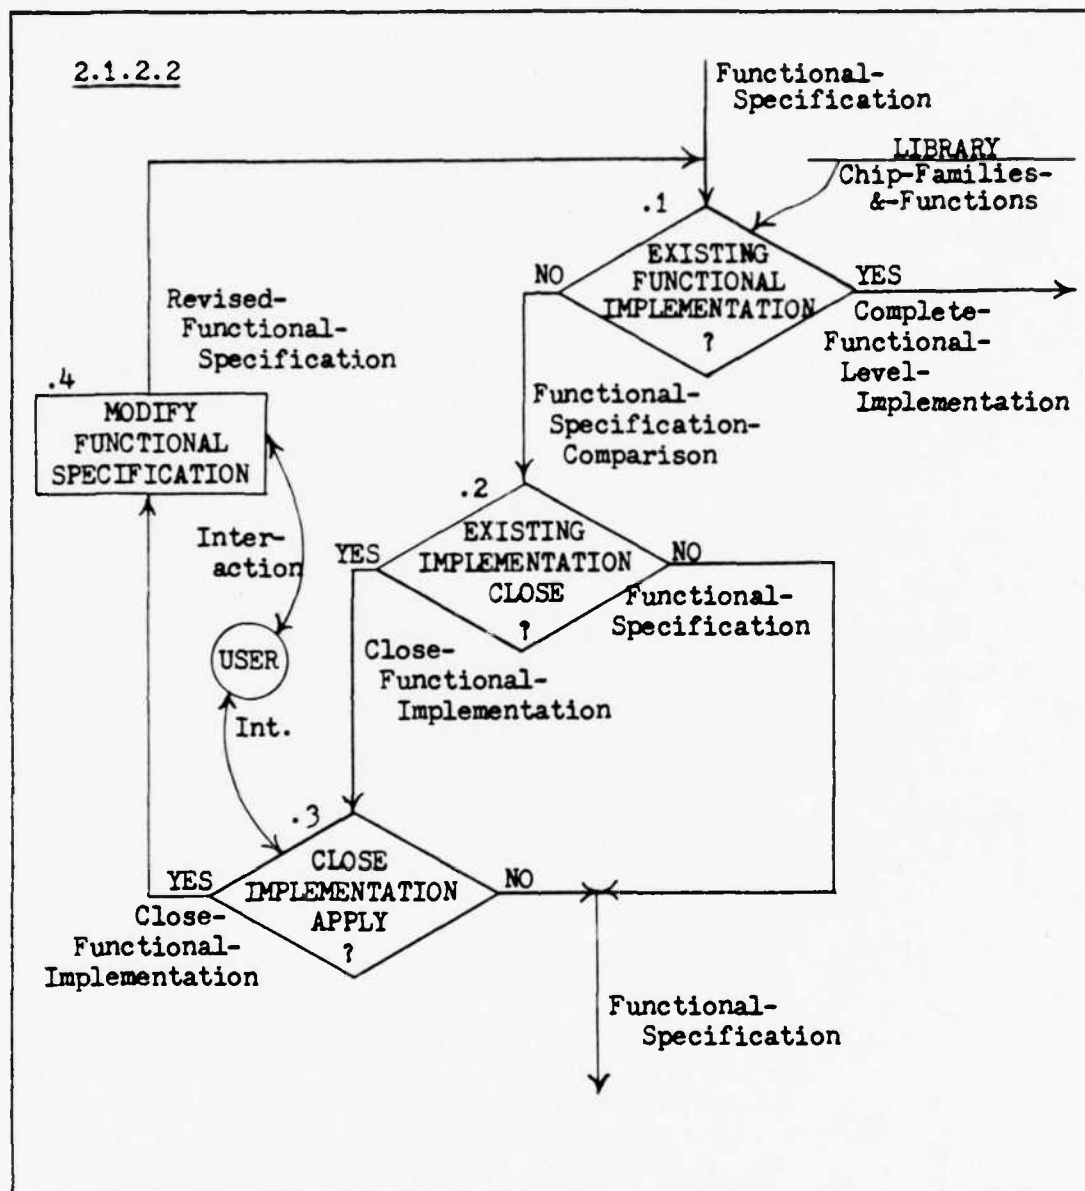 2.1.2.2
Functional-
Specification
LIBRARY
Chip-Families-
&-Functions
.1
EXISTING
FUNCTIONAL
IMPLEMENTATION
?
NO
YES
Complete-
Functional-
Level-
Implementation
Revised-
Functional-
Specification
.4
MODIFY
FUNCTIONAL
SPECIFICATION
Functional-
Specification-
Comparison
.2
EXISTING
IMPLEMENTATION
CLOSE
?
YES
NO
Functional-
Specification
Inter-
action
USER
Int.
Close-
Functional-
Implementation
.3
CLOSE
IMPLEMENTATION
APPLY
?
YES
NO
Close-
Functional-
Implementation
Functional-
Specification